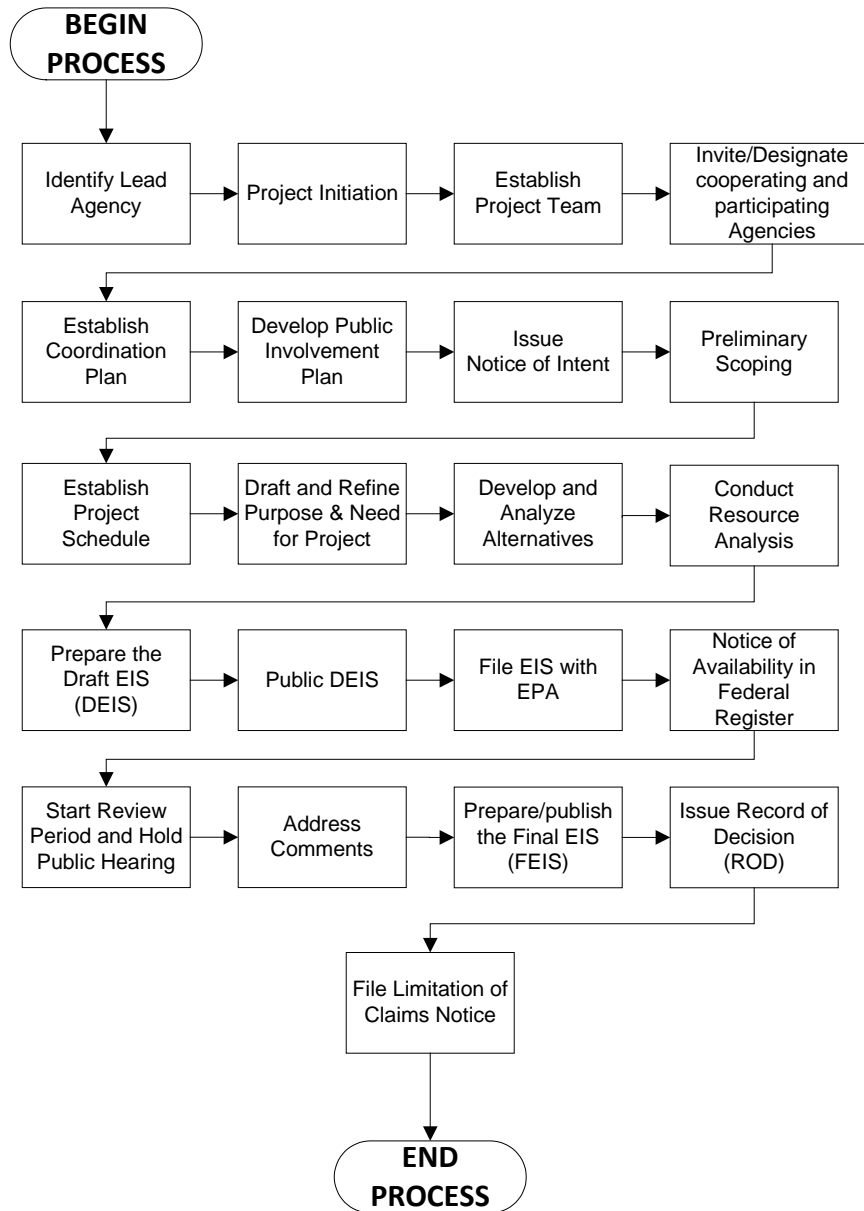 BEGIN
PROCESS
Identify Lead
Agency
Project Initiation
Establish
Project Team
Invite/Designate
cooperating and
participating
Agencies
Establish
Coordination
Plan
Develop Public
Involvement
Plan
Issue
Notice of Intent
Preliminary
Scoping
Establish
Project
Schedule
Draft and Refine
Purpose & Need
for Project
Develop and
Analyze
Alternatives
Conduct
Resource
Analysis
Prepare the
Draft EIS
(DEIS)
Public DEIS
File EIS with
EPA
Notice of
Availability in
Federal
Register
Start Review
Period and Hold
Public Hearing
Address
Comments
Prepare/publish
the Final EIS
(FEIS)
Issue Record of
Decision
(ROD)
File Limitation of
Claims Notice
END
PROCESS